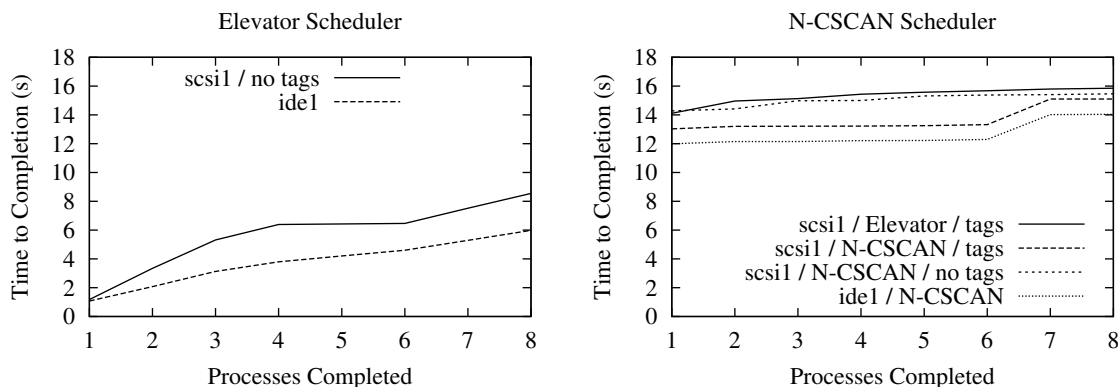 Elevator Scheduler
Time to Completion (s)
18
16
14
12
10
8
6
4
2
0
scsi1 / no tags
ide1
1 2 3 4 5 6 7 8
Processes Completed
N-CSCAN Scheduler
Time to Completion (s)
18
16
14
12
10
8
6
4
2
0
scsi1 / Elevator / tags
scsi1 / N-CSCAN / tags
scsi1 / N-CSCAN / no tags
ide1 / N-CSCAN
1 2 3 4 5 6 7 8
Processes Completed